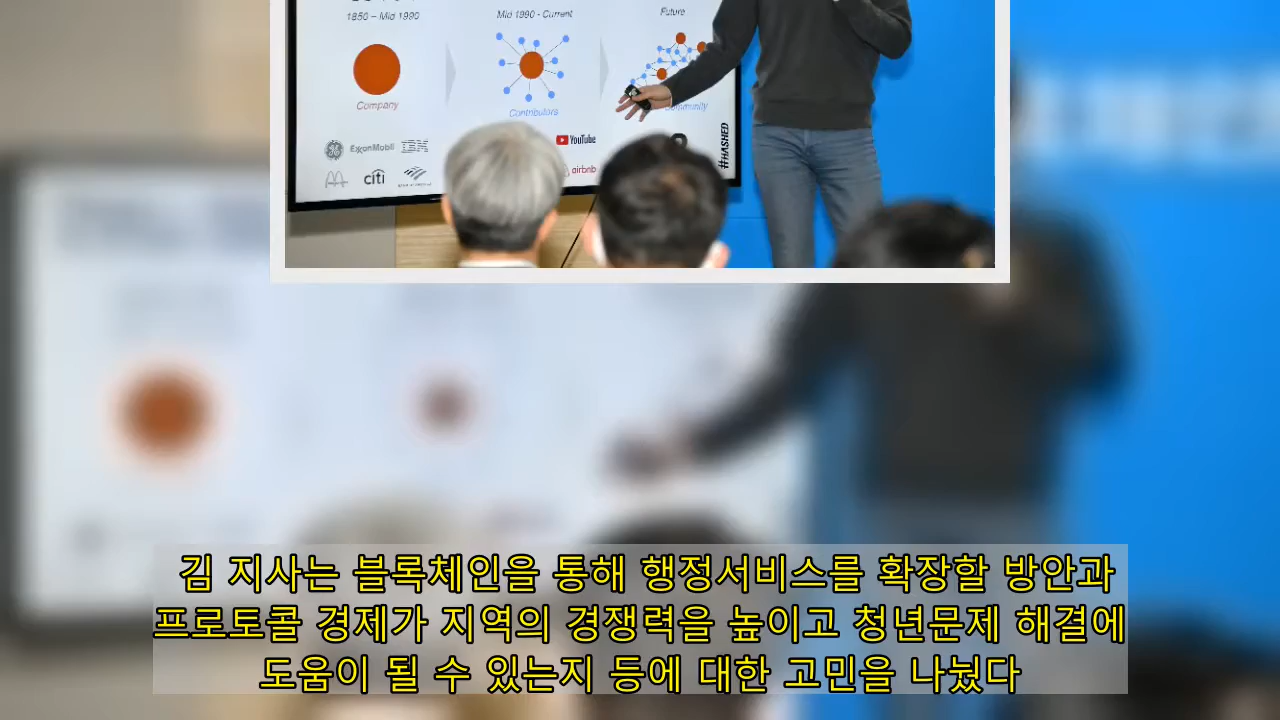 1850 – Mid 1990
Mid 1990 - Current
Future
Company
Contributors
Community
GE
ExxonMobil
IBM
YouTube
citi
airbnb
#HASHED
김 지사는 블록체인을 통해 행정서비스를 확장할 방안과
프로토콜 경제가 지역의 경쟁력을 높이고 청년문제 해결에
도움이 될 수 있는지 등에 대한 고민을 나눴다